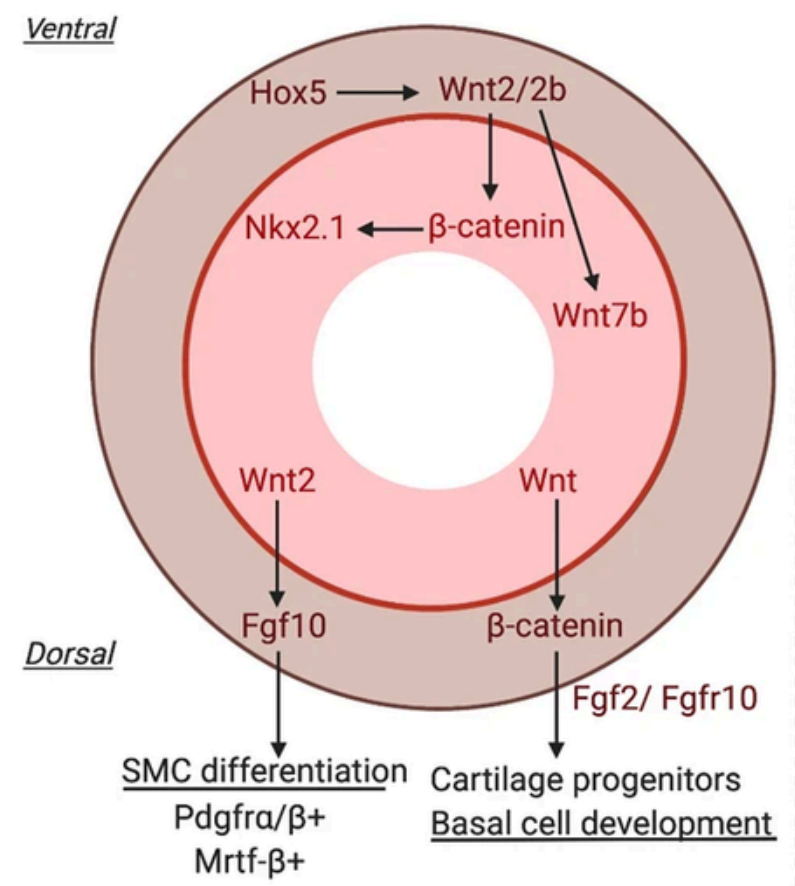 Ventral
Hox5
Wnt2/2b
Nkx2.1
β-catenin
Wnt7b
Wnt2
Wnt
Fgf10
β-catenin
Dorsal
Fgf2/ Fgfr10
SMC differentiation
Pdgfrα/β+
Mrtf-β+
Cartilage progenitors
Basal cell development